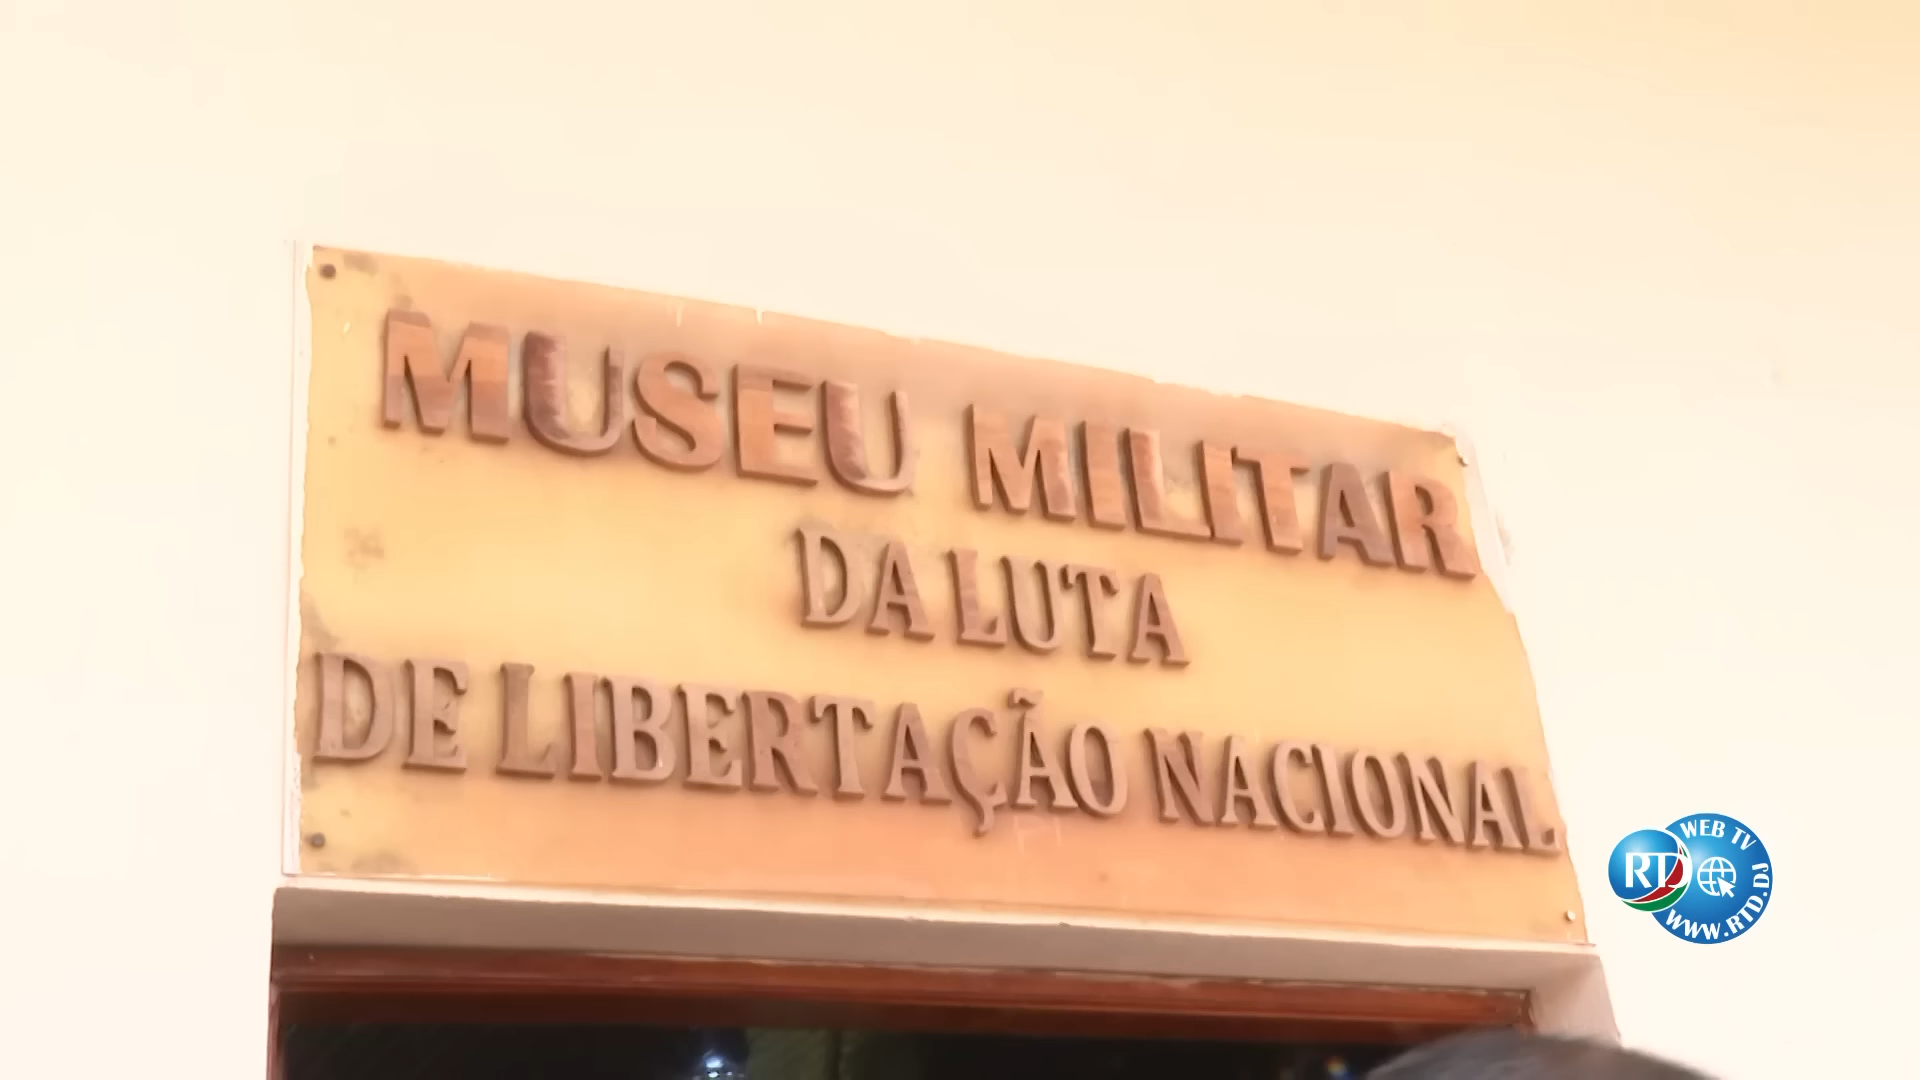 MUSEU MILITAR
DA LUTA
DE LIBERTAÇÃO NACIONAL
WEB TV
RTD
WWW.RTD.DJ